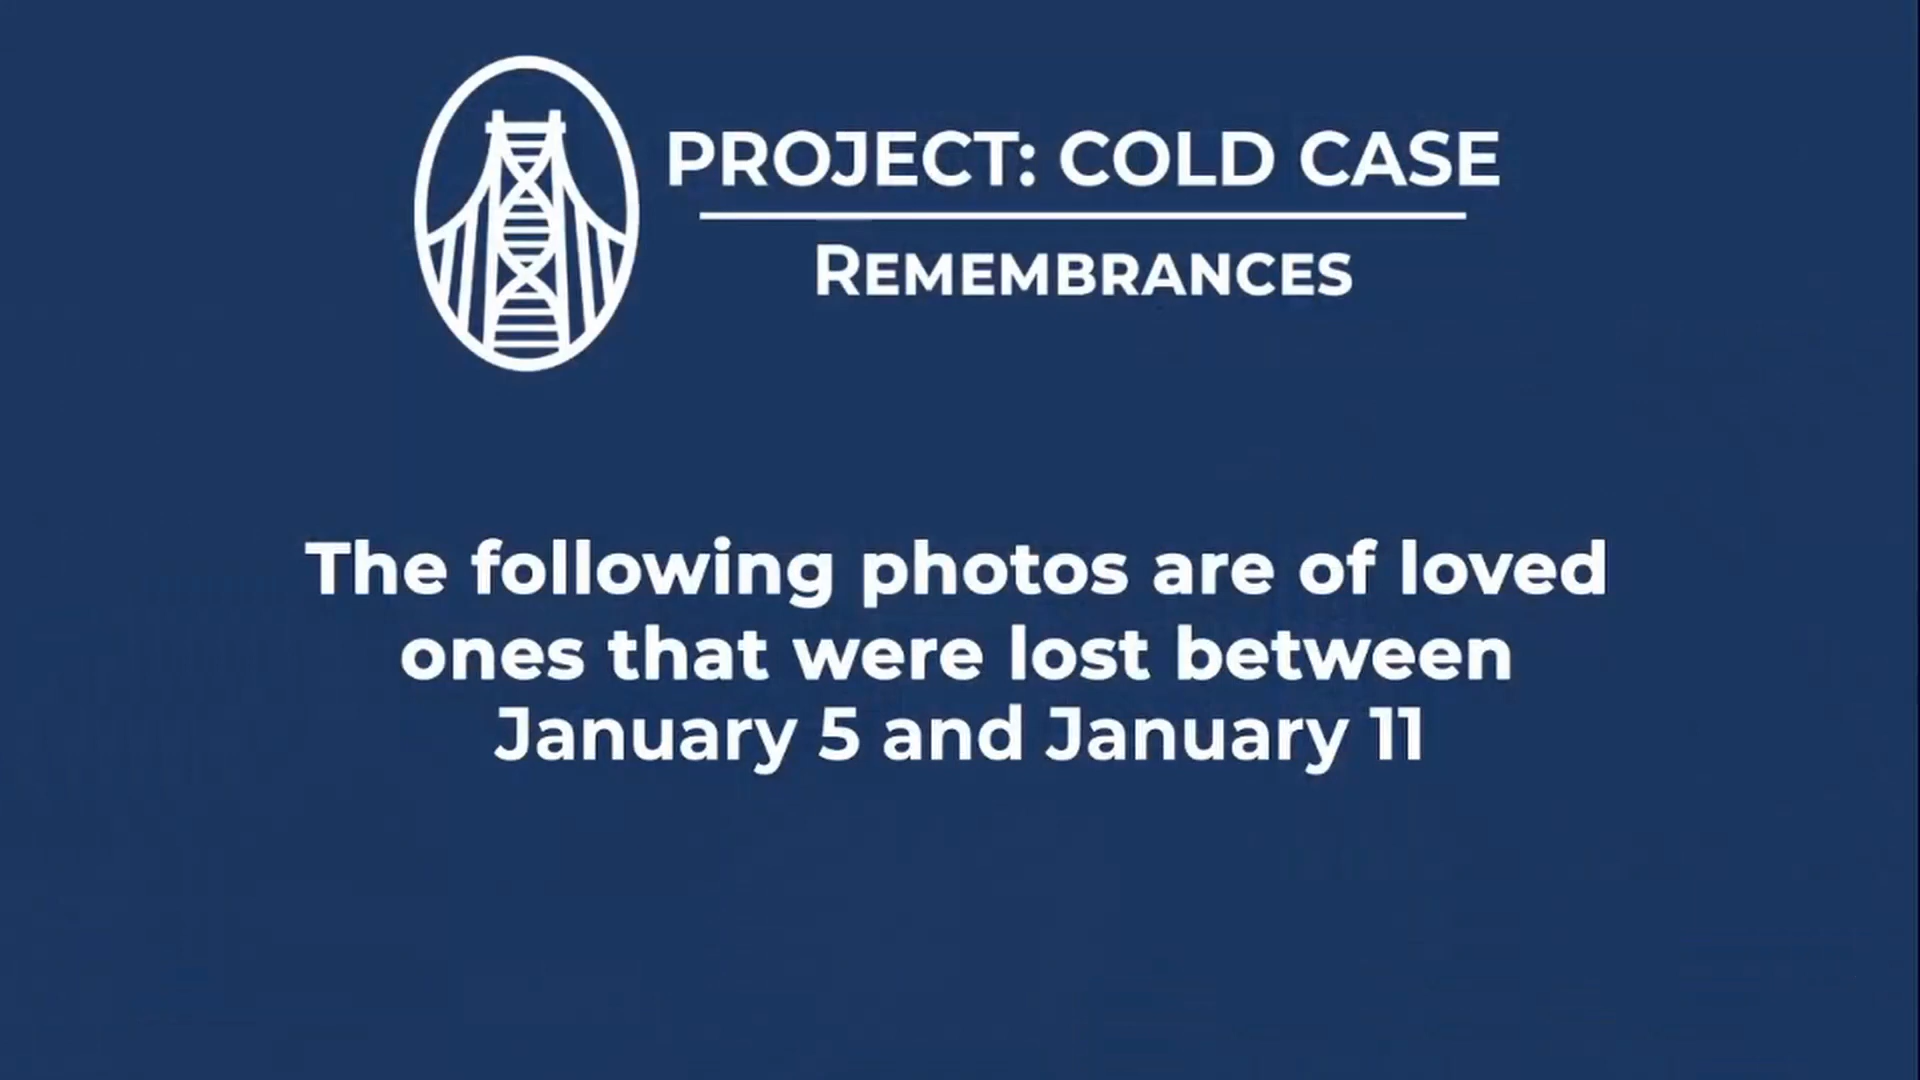 PROJECT: COLD CASE
REMEMBRANCES
The following photos are of loved
ones that were lost between
January 5 and January 11